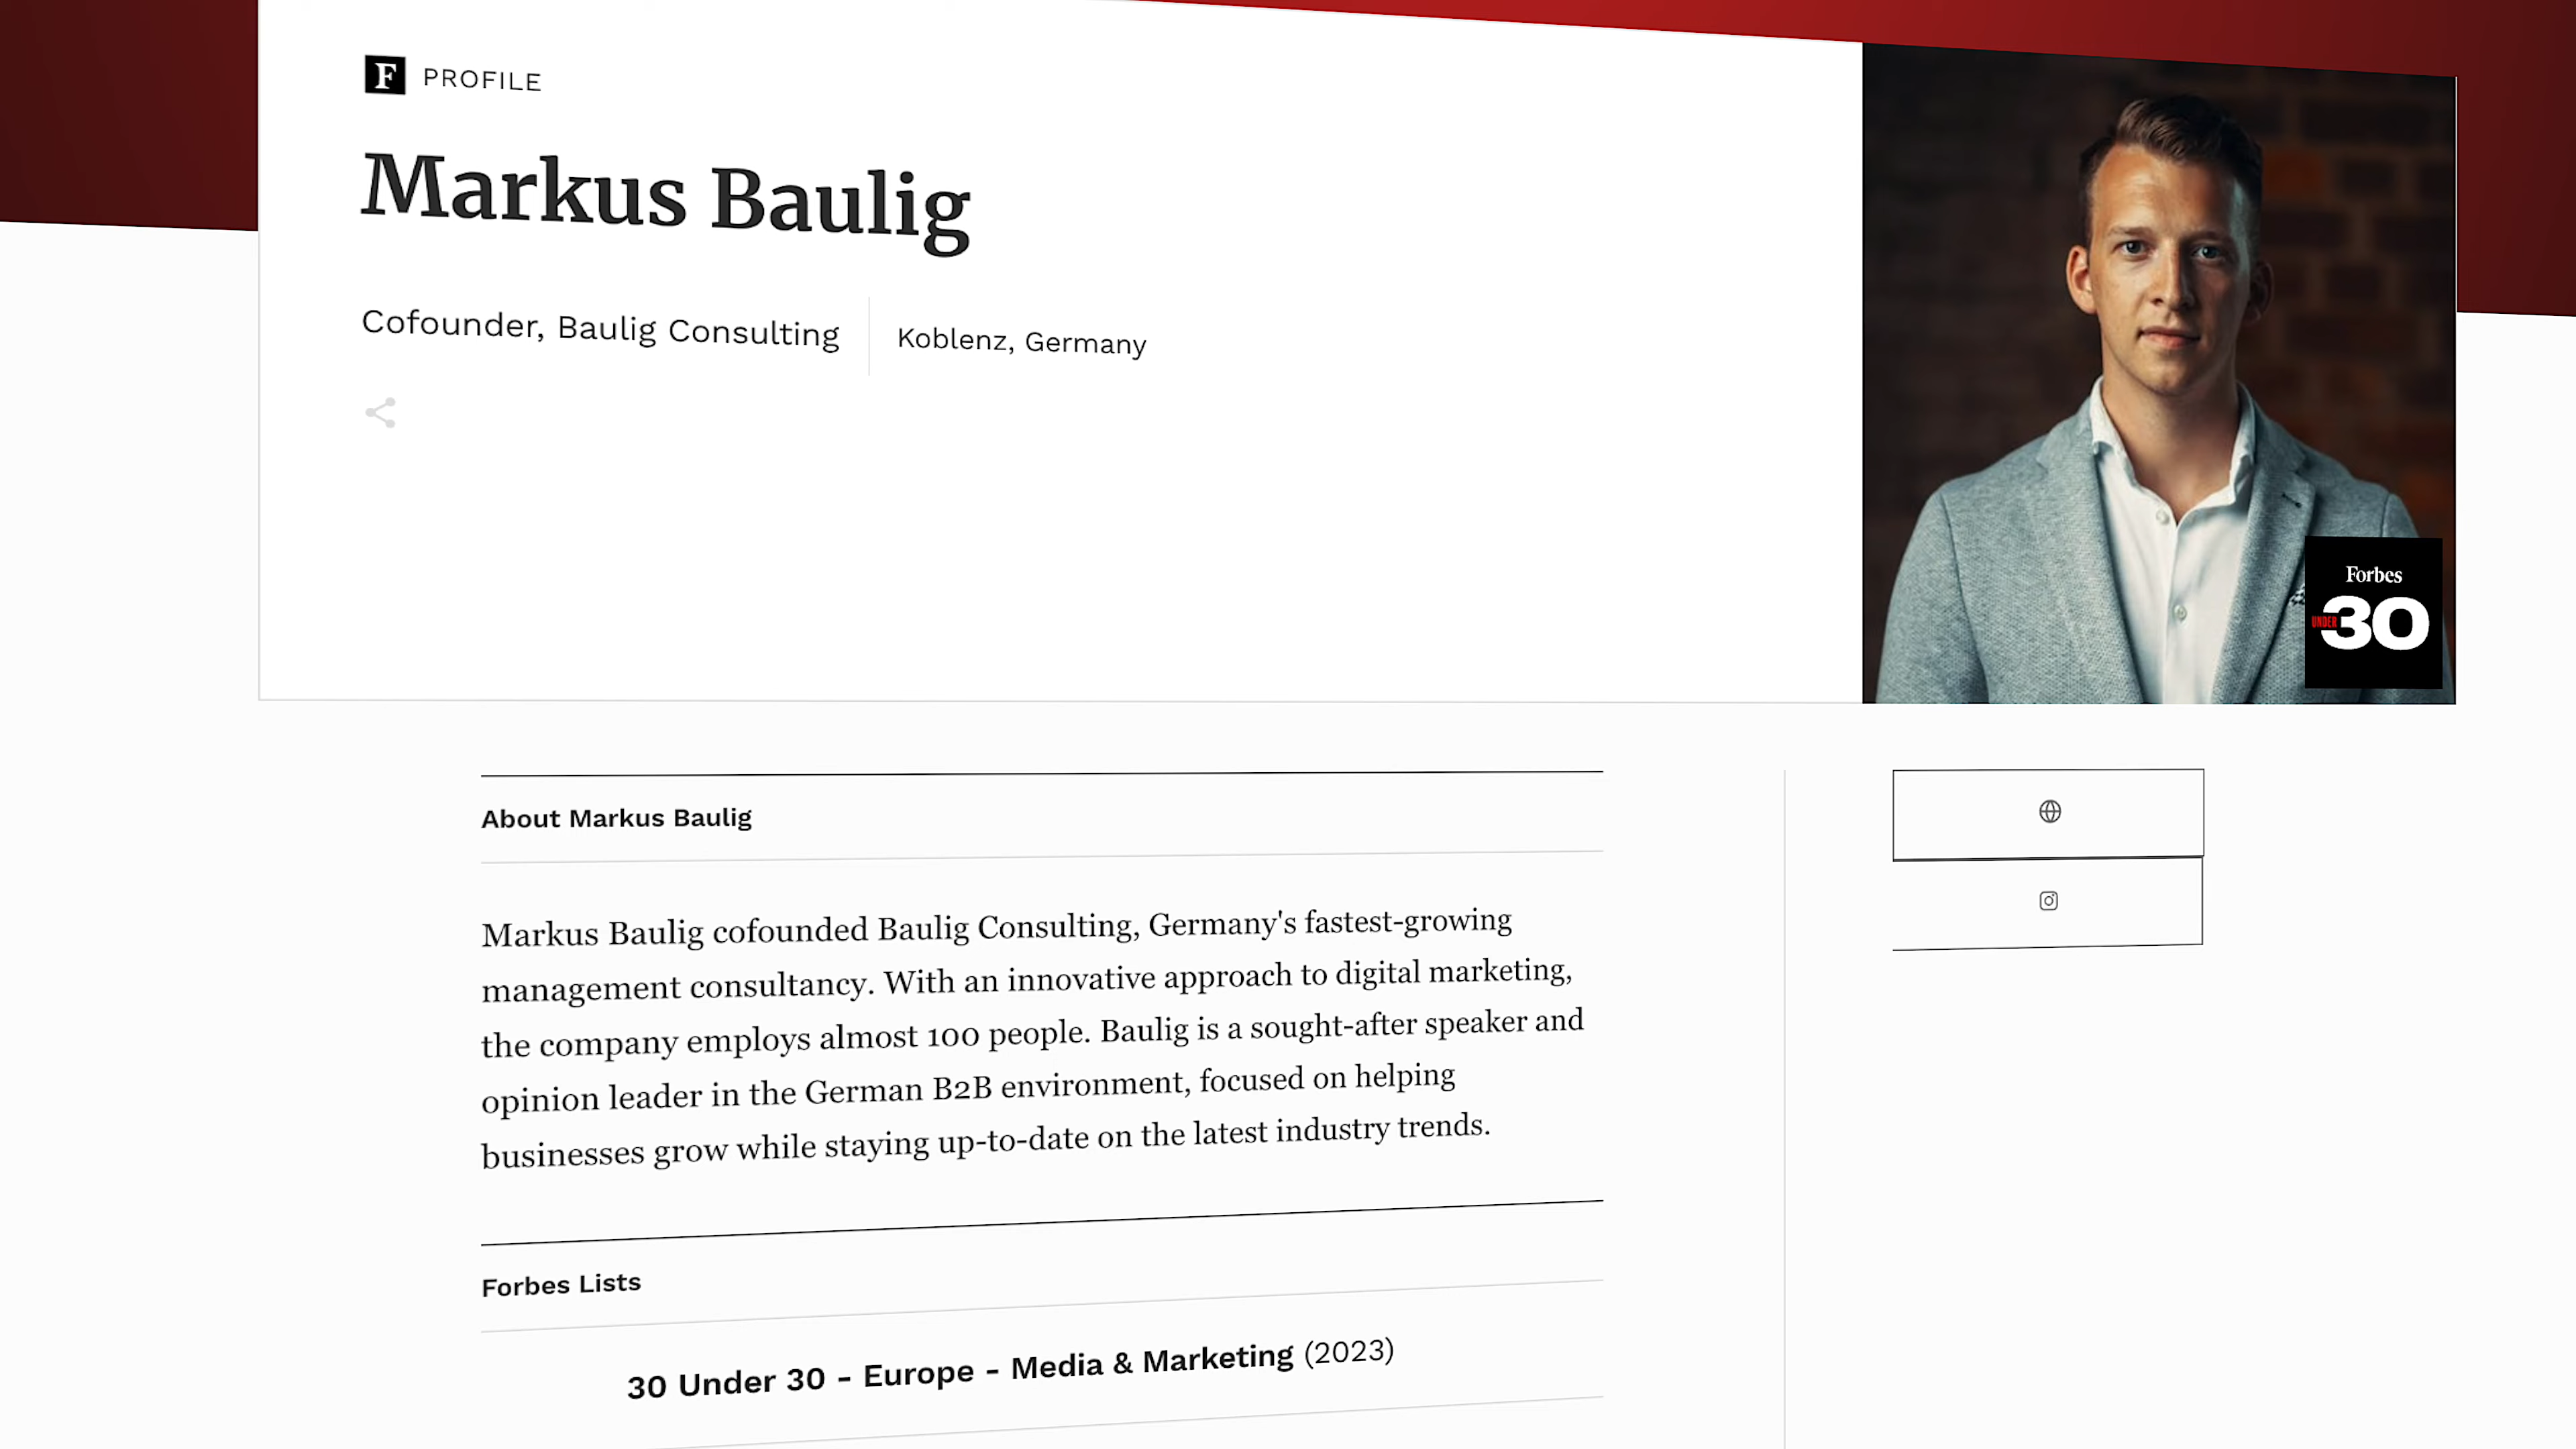 F PROFILE
Markus Baulig
Cofounder, Baulig Consulting
Koblenz, Germany
Forbes
UNDER 30
About Markus Baulig
Markus Baulig cofounded Baulig Consulting, Germany's fastest-growing
management consultancy. With an innovative approach to digital marketing,
the company employs almost 100 people. Baulig is a sought-after speaker and
opinion leader in the German B2B environment, focused on helping
businesses grow while staying up-to-date on the latest industry trends.
Forbes Lists
30 Under 30 - Europe - Media & Marketing (2023)